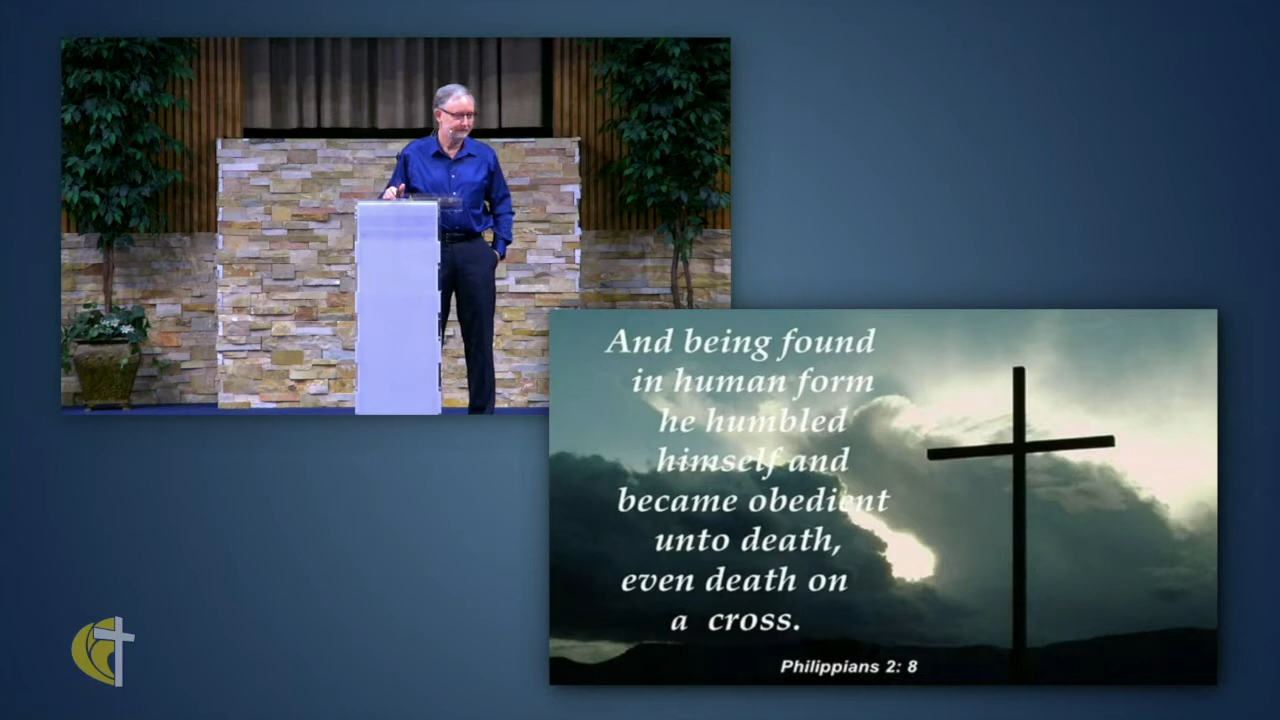 And being found
in human form
he humbled
himself and
became obedient
unto death,
even death on
a cross.
Philippians 2: 8